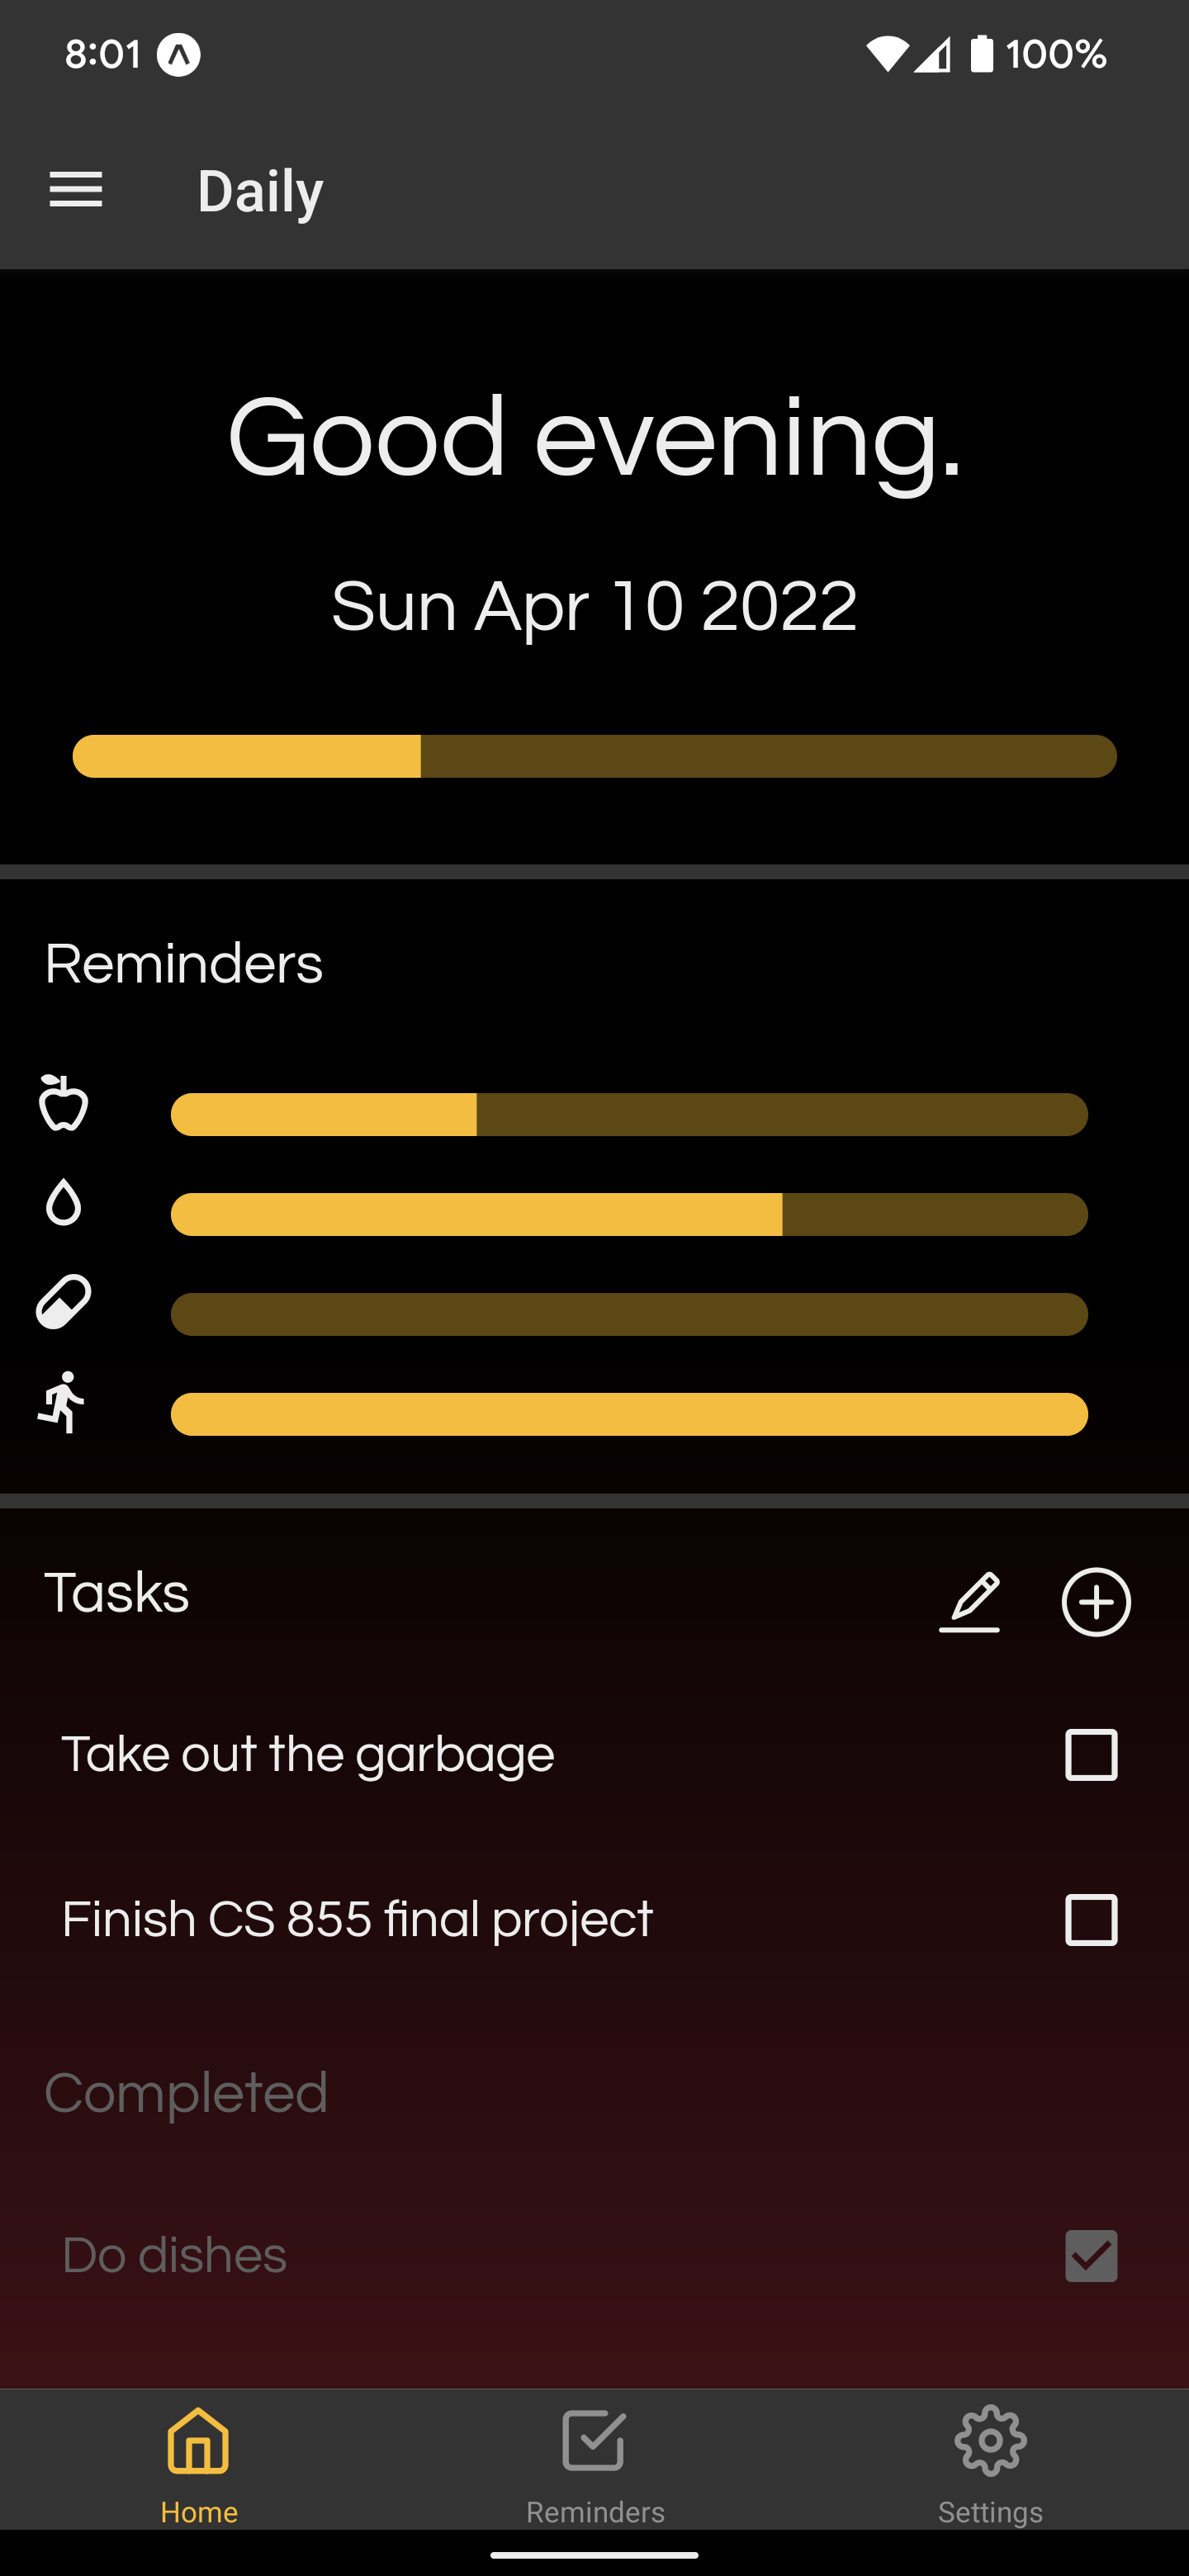 8:01
100%
Daily
Good evening.
Sun Apr 10 2022
Reminders
Tasks
Take out the garbage
Finish CS 855 final project
Completed
Do dishes
Home
Reminders
Settings